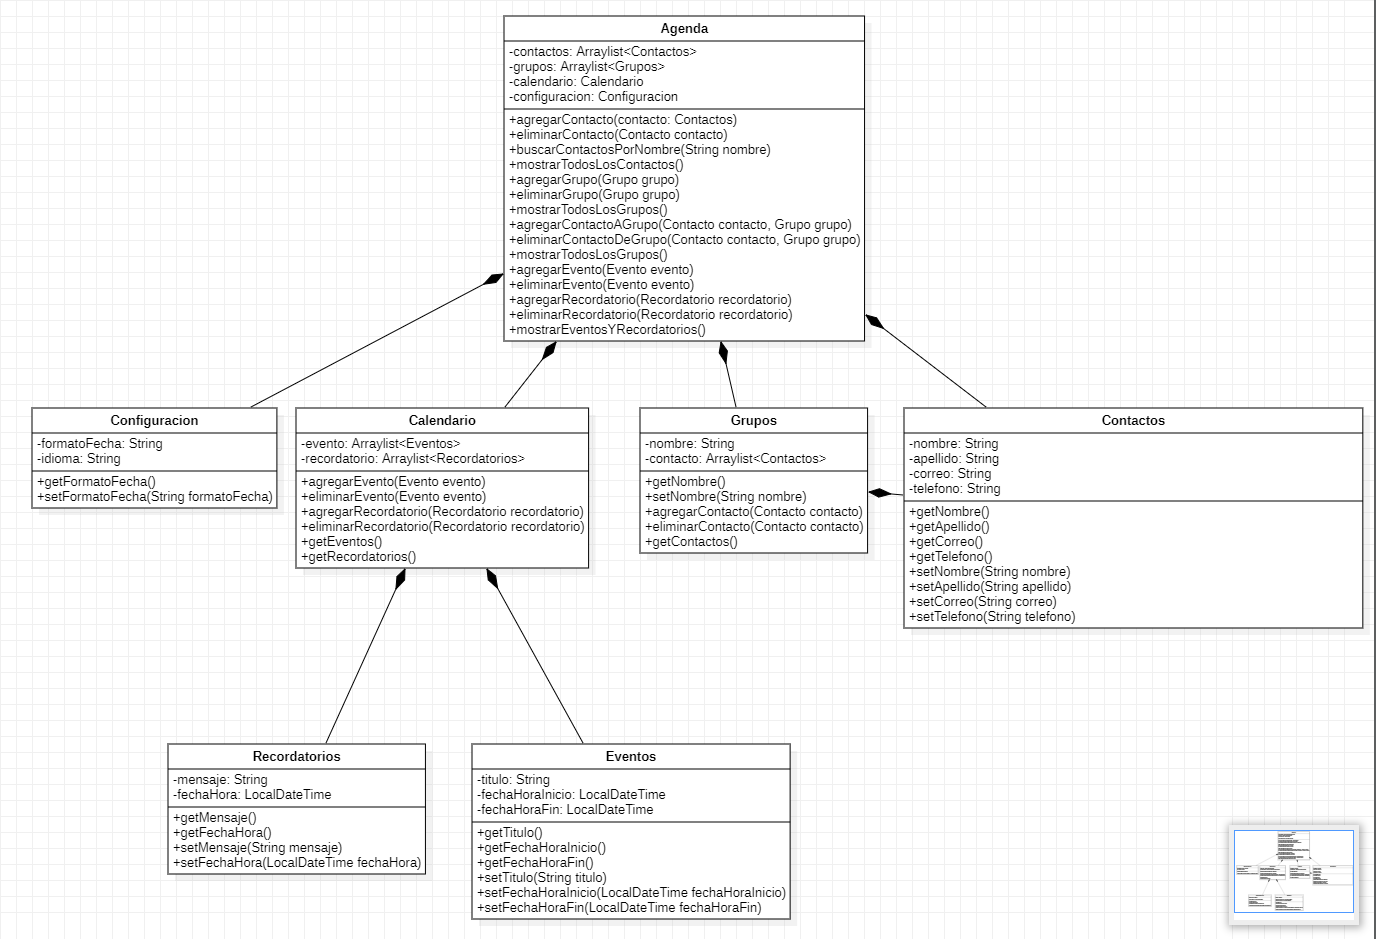 Agenda
-contactos: Arraylist<Contactos>
-grupos: Arraylist<Grupos>
-calendario: Calendario
-configuracion: Configuracion
+agregarContacto(contacto: Contactos)
+eliminarContacto(Contacto contacto)
+buscarContactosPorNombre(String nombre)
+mostrarTodosLosContactos()
+agregarGrupo(Grupo grupo)
+eliminarGrupo(Grupo grupo)
+mostrarTodosLosGrupos()
+agregarContactoAGrupo(Contacto contacto, Grupo grupo)
+eliminarContactoDeGrupo(Contacto contacto, Grupo grupo)
+mostrarTodosLosGrupos()
+agregarEvento(Evento evento)
+eliminarEvento(Evento evento)
+agregarRecordatorio(Recordatorio recordatorio)
+eliminarRecordatorio(Recordatorio recordatorio)
+mostrarEventosYRecordatorios()
Configuracion
-formatoFecha: String
-idioma: String
+getFormatoFecha()
+setFormatoFecha(String formatoFecha)
Calendario
-evento: Arraylist<Eventos>
-recordatorio: Arraylist<Recordatorios>
+agregarEvento(Evento evento)
+eliminarEvento(Evento evento)
+agregarRecordatorio(Recordatorio recordatorio)
+eliminarRecordatorio(Recordatorio recordatorio)
+getEventos()
+getRecordatorios()
Grupos
-nombre: String
-contacto: Arraylist<Contactos>
+getNombre()
+setNombre(String nombre)
+agregarContacto(Contacto contacto)
+eliminarContacto(Contacto contacto)
+getContactos()
Contactos
-nombre: String
-apellido: String
-correo: String
-telefono: String
+getNombre()
+getApellido()
+getCorreo()
+getTelefono()
+setNombre(String nombre)
+setApellido(String apellido)
+setCorreo(String correo)
+setTelefono(String telefono)
Recordatorios
-mensaje: String
-fechaHora: LocalDateTime
+getMensaje()
+getFechaHora()
+setMensaje(String mensaje)
+setFechaHora(LocalDateTime fechaHora)
Eventos
-titulo: String
-fechaHoraInicio: LocalDateTime
-fechaHoraFin: LocalDateTime
+getTitulo()
+getFechaHoraInicio()
+getFechaHoraFin()
+setTitulo(String titulo)
+setFechaHoraInicio(LocalDateTime fechaHoraInicio)
+setFechaHoraFin(LocalDateTime fechaHoraFin)